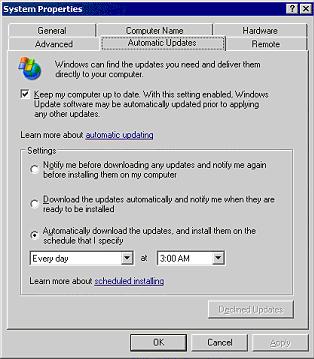 System Properties
General
Computer Name
Hardware
Advanced
Automatic Updates
Remote
Windows can find the updates you need and deliver them
directly to your computer.
Keep my computer up to date. With this setting enabled, Windows
Update software may be automatically updated prior to applying
any other updates.
Learn more about automatic updating
Settings
Notify me before downloading any updates and notify me again
before installing them on my computer
Download the updates automatically and notify me when they are
ready to be installed
Automatically download the updates, and install them on the
schedule that I specify
Every day at 3:00 AM
Learn more about scheduled installing
Declined Updates
OK Cancel Apply